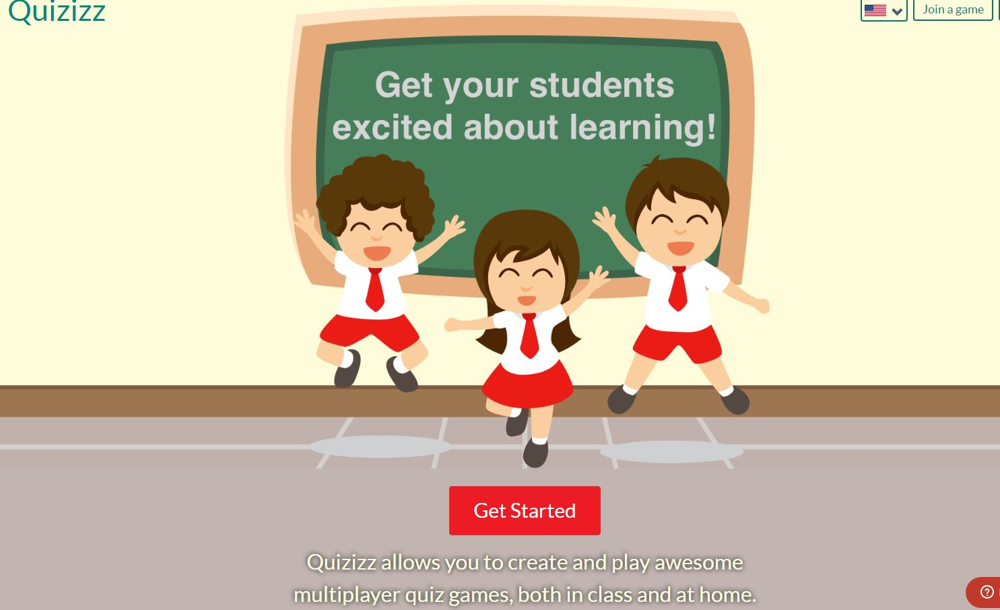 Quizizz
Join a game
Get your students
excited about learning!
Get Started
Quizizz allows you to create and play awesome
multiplayer quiz games, both in class and at home.